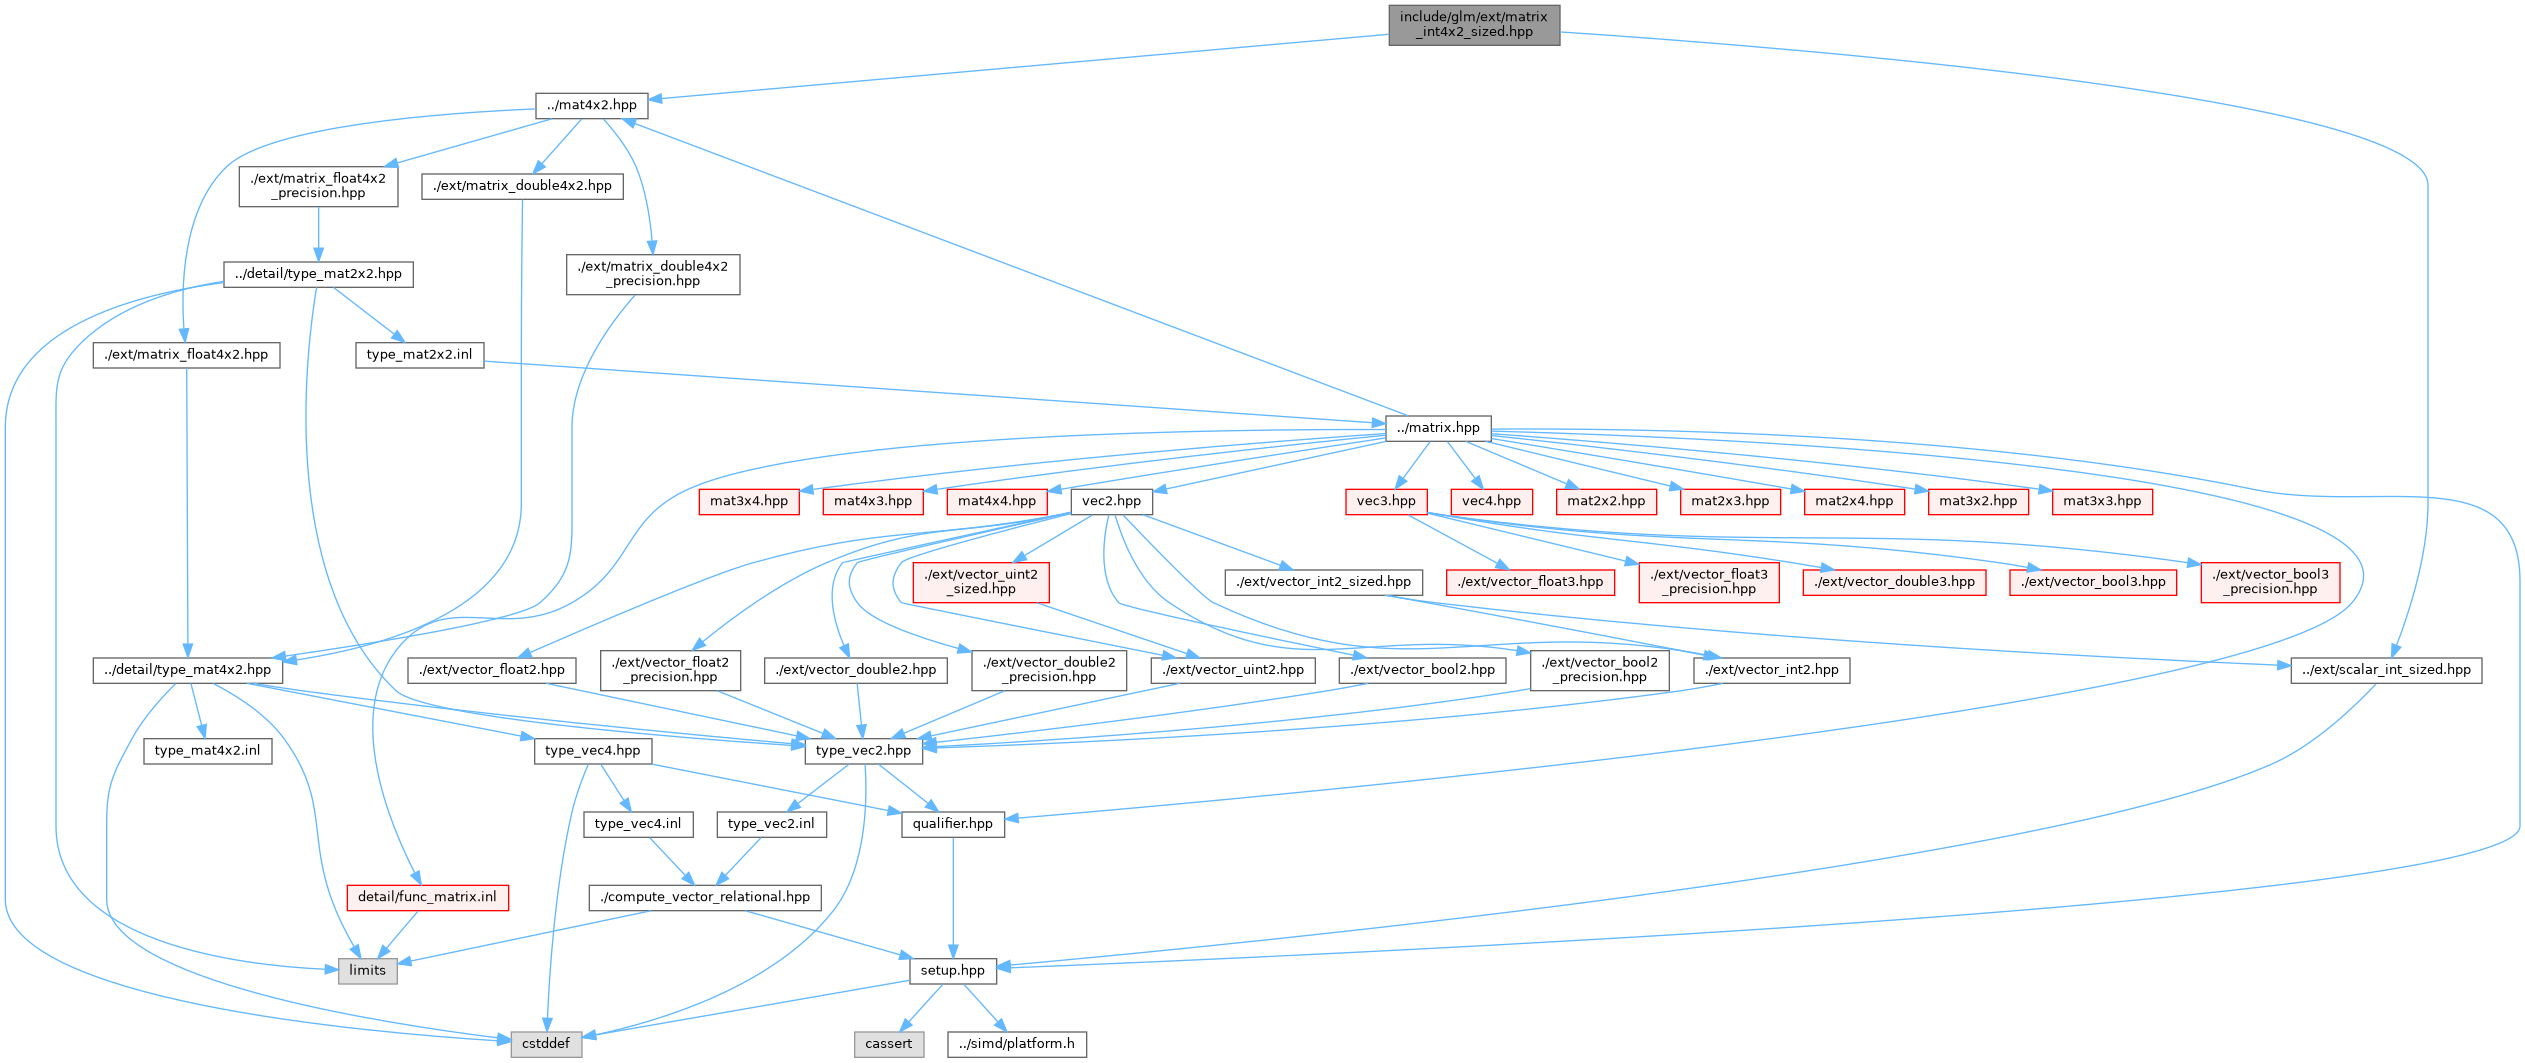 include/glm/ext/matrix
_int4x2_sized.hpp
../mat4x2.hpp
./ext/matrix_float4x2
_precision.hpp
./ext/matrix_double4x2.hpp
./ext/matrix_double4x2
_precision.hpp
../detail/type_mat2x2.hpp
./ext/matrix_float4x2.hpp
type_mat2x2.inl
../matrix.hpp
mat3x4.hpp
mat4x3.hpp
mat4x4.hpp
vec2.hpp
vec3.hpp
vec4.hpp
mat2x2.hpp
mat2x3.hpp
mat2x4.hpp
mat3x2.hpp
mat3x3.hpp
./ext/vector_uint2
_sized.hpp
./ext/vector_int2_sized.hpp
./ext/vector_float3.hpp
./ext/vector_float3
_precision.hpp
./ext/vector_double3.hpp
./ext/vector_bool3.hpp
./ext/vector_bool3
_precision.hpp
../detail/type_mat4x2.hpp
./ext/vector_float2.hpp
./ext/vector_float2
_precision.hpp
./ext/vector_double2.hpp
./ext/vector_double2
_precision.hpp
./ext/vector_uint2.hpp
./ext/vector_bool2.hpp
./ext/vector_bool2
_precision.hpp
./ext/vector_int2.hpp
../ext/scalar_int_sized.hpp
type_mat4x2.inl
type_vec4.hpp
type_vec2.hpp
type_vec4.inl
type_vec2.inl
qualifier.hpp
detail/func_matrix.inl
./compute_vector_relational.hpp
limits
setup.hpp
cstddef
cassert
../simd/platform.h